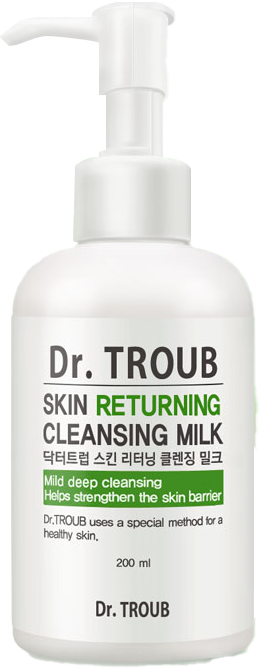 Dr. TROUB
SKIN RETURNING
CLEANSING MILK
닥터트럽 스킨 리터닝 클렌징 밀크
Mild deep cleansing
Helps strengthen the skin barrier
Dr.TROUB uses a special method for a
healthy skin.
200 ml
Dr. TROUB